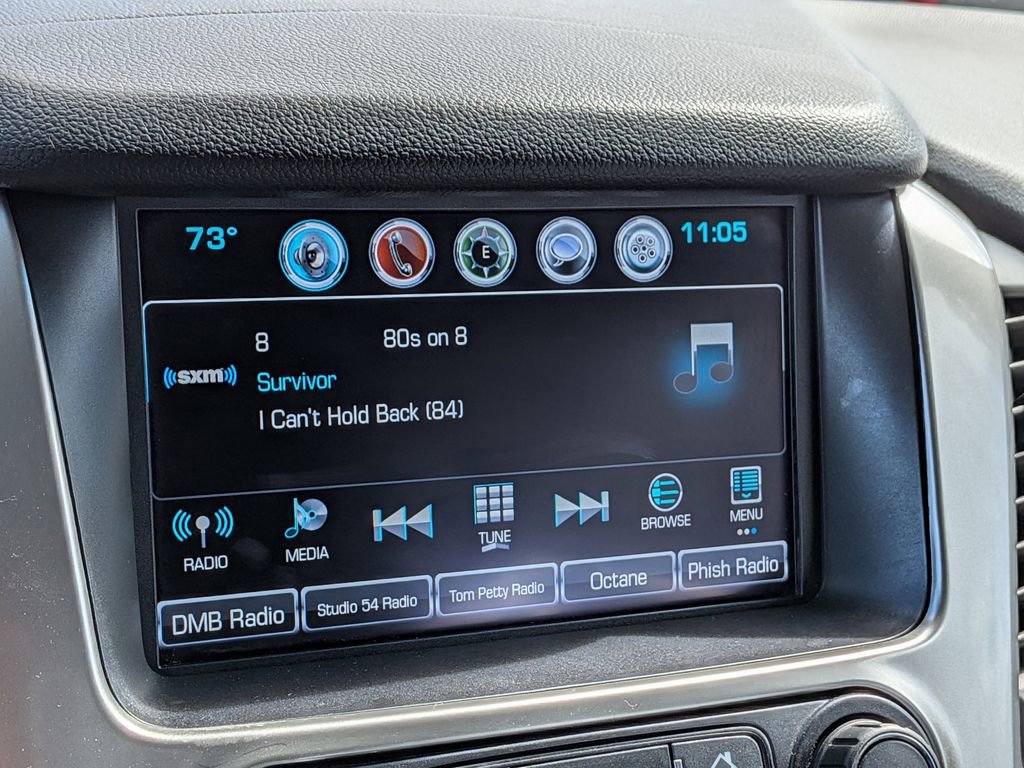 73°
E
11:05
8
80s on 8
((sxm))
Survivor
I Can't Hold Back (84)
RADIO
MEDIA
TUNE
BROWSE
MENU
DMB Radio
Studio 54 Radio
Tom Petty Radio
Octane
Phish Radio